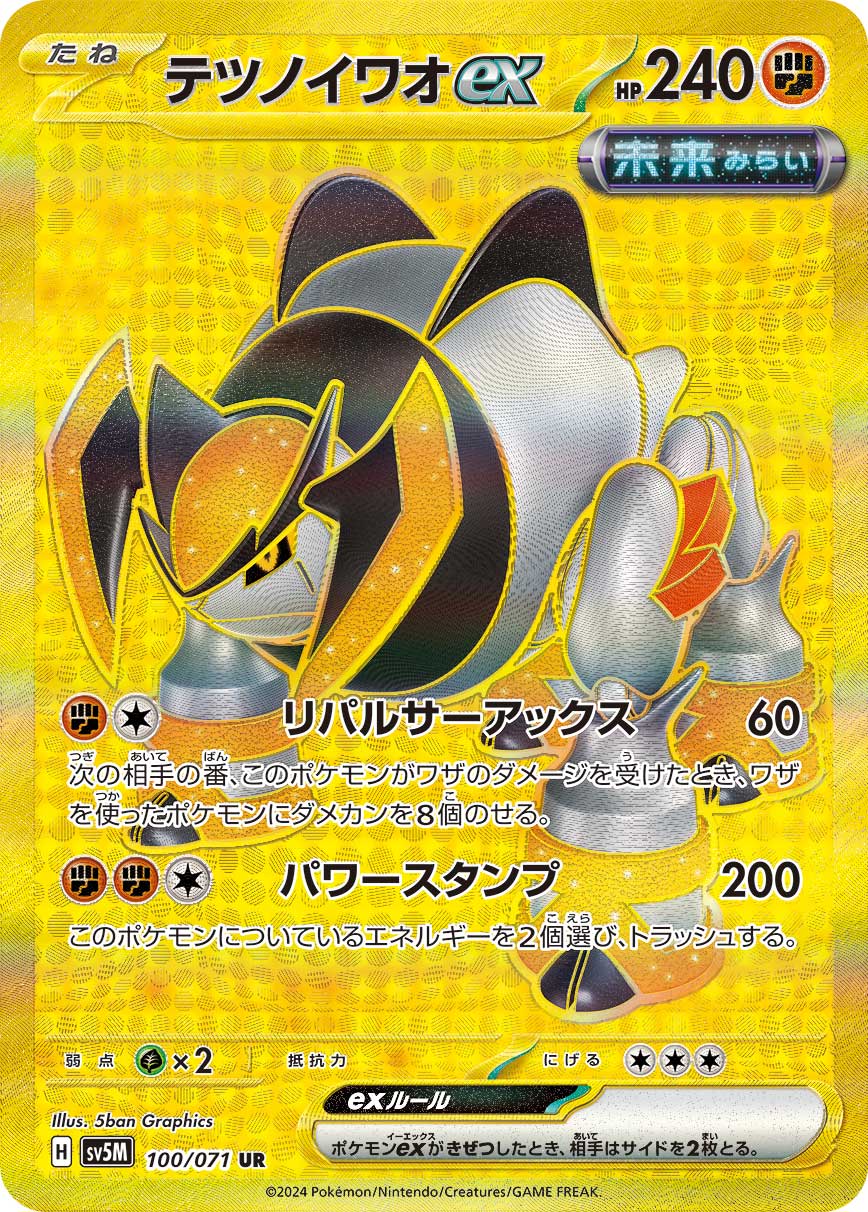 たね
テツノイワオex
HP 240
未来 みらい
リパルサーアックス 60
次の相手の番、このポケモンがワザのダメージを受けたとき、ワザ
を使ったポケモンにダメカンを8個のせる。
パワースタンプ 200
このポケモンについているエネルギーを2個選び、トラッシュする。
弱点 ×2 抵抗力 にげる
exルール
ポケモンexがきぜつしたとき、相手はサイドを2枚とる。
Illus. 5ban Graphics
H SV5M 100/071 UR
©2024 Pokémon/Nintendo/Creatures/GAME FREAK.